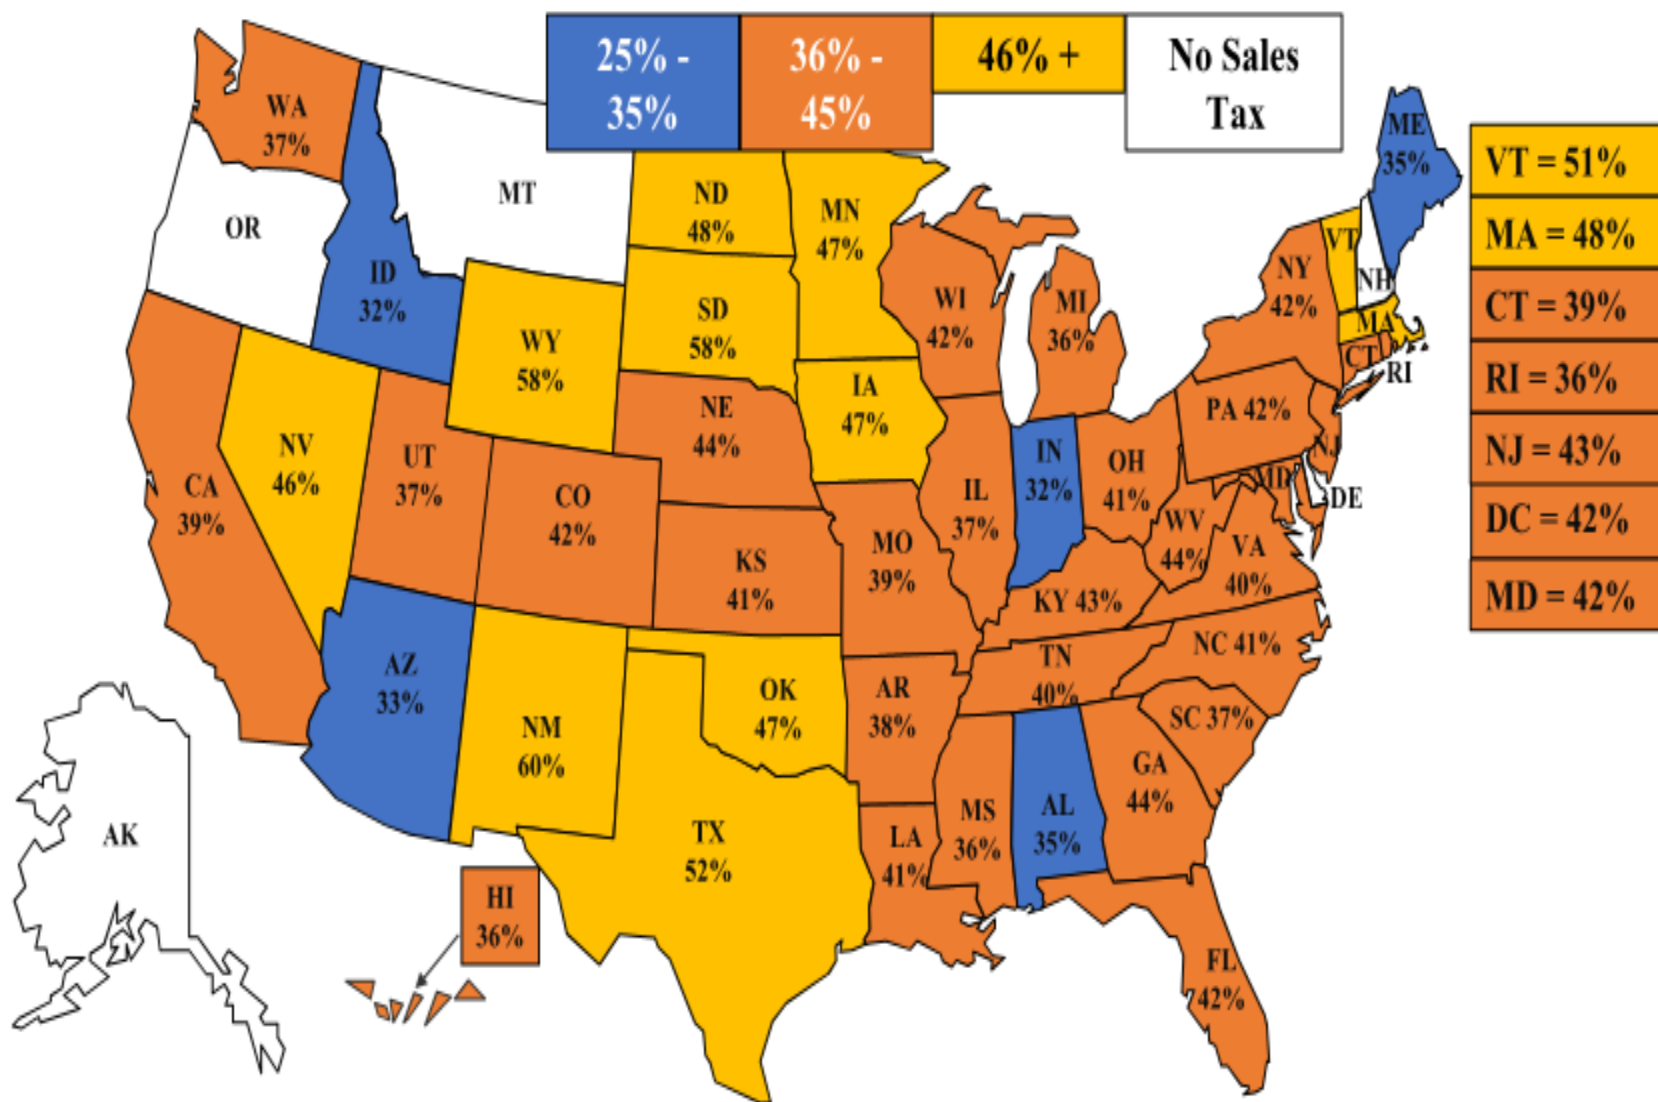 25% -
35%
36% -
45%
46% +
No Sales
Tax
WA
37%
OR
MT
ID
32%
WY
58%
ND
48%
SD
58%
MN
47%
WI
42%
MI
36%
NY
42%
VT
NH
ME
35%
MA
CT
RI
CA
39%
NV
46%
UT
37%
CO
42%
NE
44%
KS
41%
IA
47%
MO
39%
IL
37%
IN
32%
OH
41%
PA 42%
NJ
MD
DE
WV
44%
VA
40%
KY 43%
NC 41%
TN
40%
SC 37%
AZ
33%
NM
60%
OK
47%
TX
52%
AR
38%
LA
41%
MS
36%
AL
35%
GA
44%
FL
42%
AK
HI
36%
VT = 51%
MA = 48%
CT = 39%
RI = 36%
NJ = 43%
DC = 42%
MD = 42%